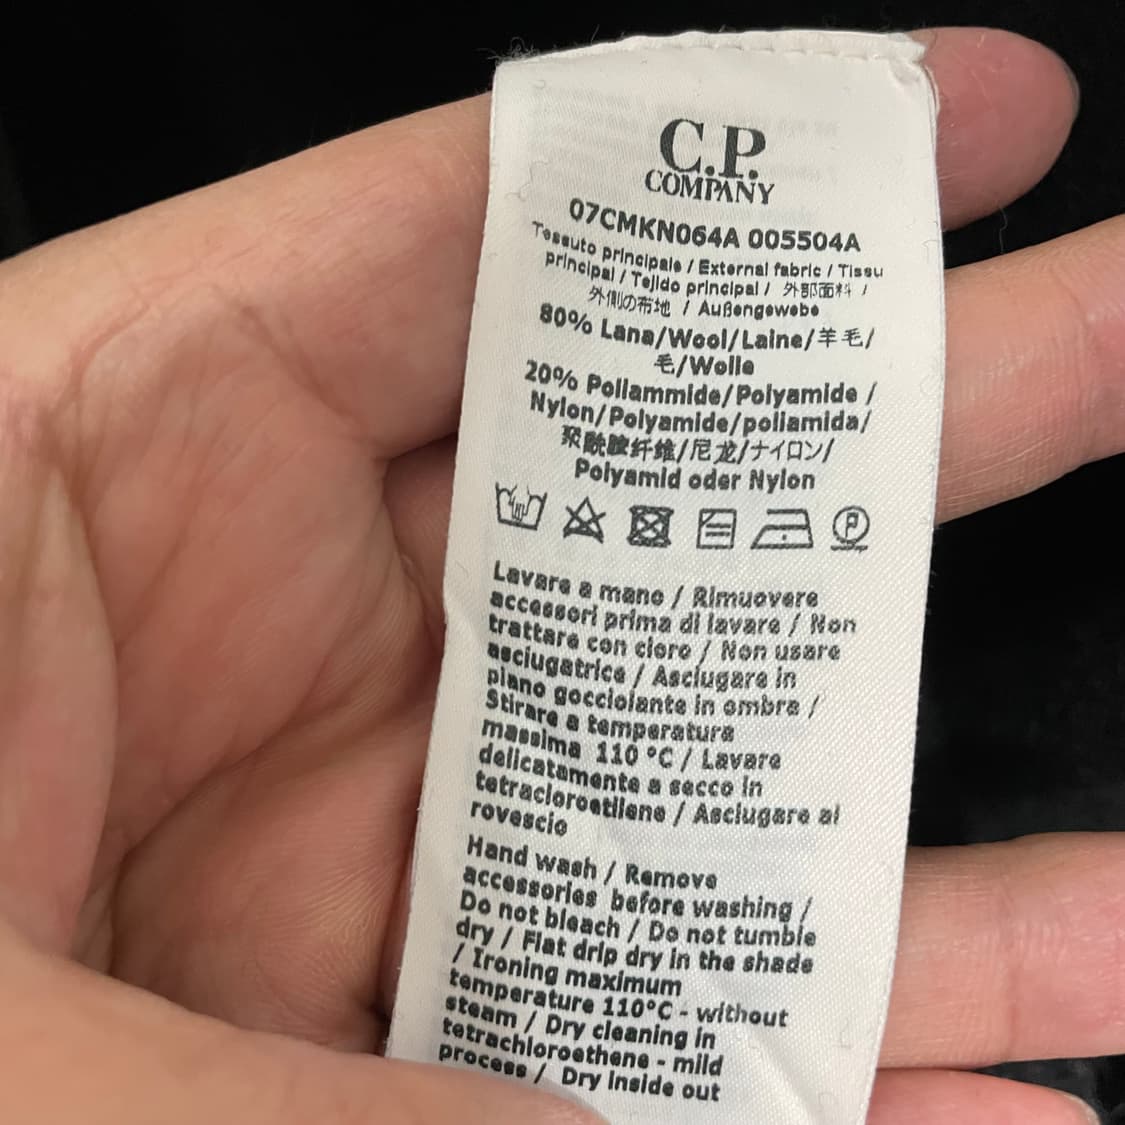 C.P.
COMPANY
07CMKN064A 005504A
Tessuto principale / External fabric / Tissu
principal / Tejido principal / 外部面料 /
外側の布地 / Außengewebe
80% Lana/Wool/Laine/羊毛/
毛/Wolle
20% Poliammide/Polyamide /
Nylon/Polyamide/poliamida/
聚酰胺纤维/尼龙/ナイロン/
Polyamid oder Nylon
P
Lavare a mano / Rimuovere
accessori prima di lavare / Non
trattare con cloro / Non usare
asciugatrice / Asciugare in
piano gocciolante in ombra /
Stirare a temperatura
massima 110 °C / Lavare
delicatamente a secco in
tetracloroetilene / Asciugare al
rovescio
Hand wash / Remove
accessories before washing /
Do not bleach / Do not tumble
dry / Flat drip dry in the shade
/ Ironing maximum
temperature 110°C - without
steam / Dry cleaning in
tetrachloroethene - mild
process / Dry inside out